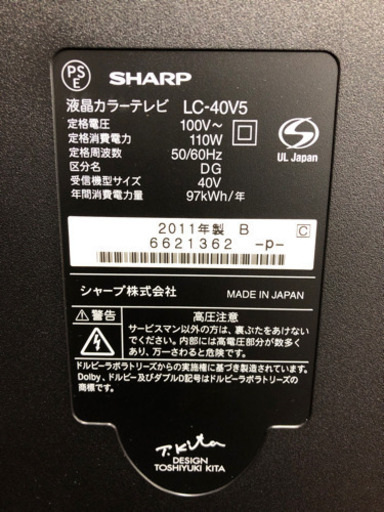 PS
E
SHARP
液晶カラーテレビ LC-40V5
定格電圧 100V～
定格消費電力 110W
定格周波数 50/60Hz
区分名 DG
受信機型サイズ 40V
年間消費電力量 97kWh/年
S
UL Japan
2011年製 B
C
6621362 -p-
シャープ株式会社 MADE IN JAPAN
警告 高圧注意
サービスマン以外の方は、裏ぶたをあけない
でください。内部には高電圧部分が数多く
あり、万一さわると危険です。
ドルビーラボラトリーズからの実施権に基づき製造されています。
Dolby、ドルビー及びダブルD記号はドルビーラボラトリーズの
商標です。
T. Kita
DESIGN
TOSHIYUKI KITA